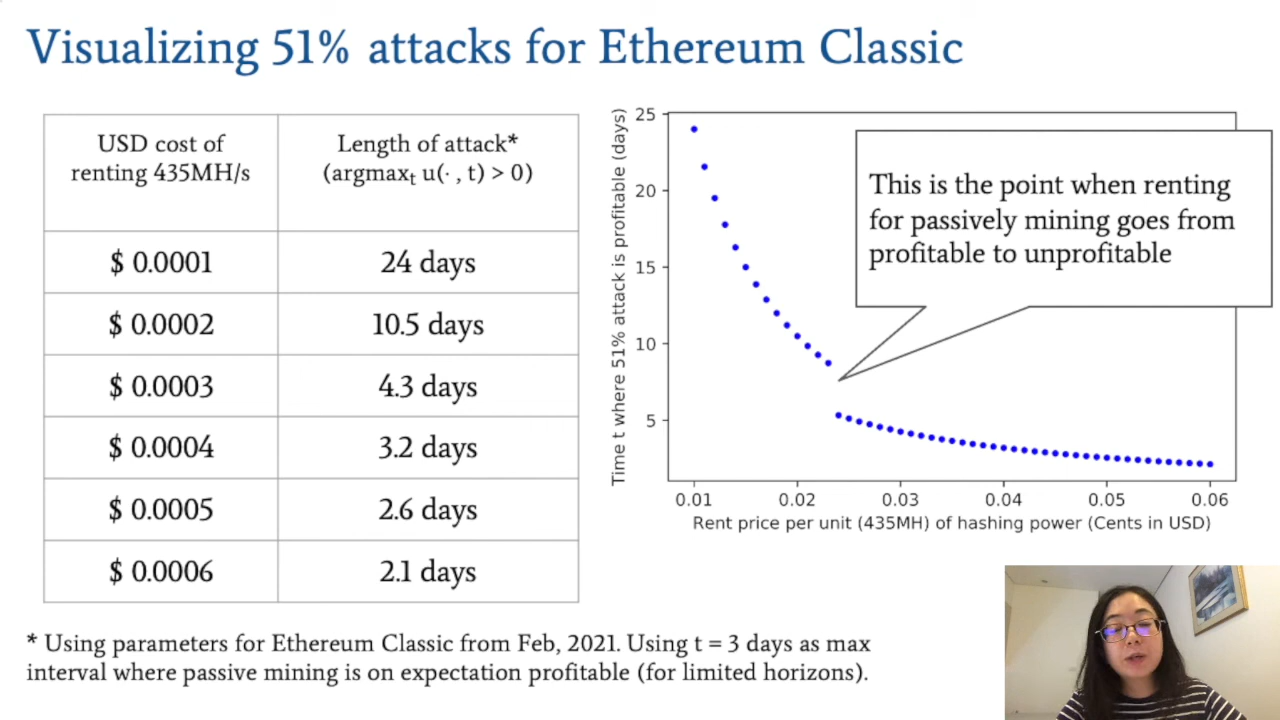 Visualizing 51% attacks for Ethereum Classic
USD cost of
renting 435MH/s
Length of attack*
(argmaxt u(· , t) > 0)
$ 0.0001
24 days
$ 0.0002
10.5 days
$ 0.0003
4.3 days
$ 0.0004
3.2 days
$ 0.0005
2.6 days
$ 0.0006
2.1 days
Time t where 51% attack is profitable (days)
25
20
15
10
5
This is the point when renting
for passively mining goes from
profitable to unprofitable
0.01
0.02
0.03
0.04
0.05
0.06
Rent price per unit (435MH) of hashing power (Cents in USD)
* Using parameters for Ethereum Classic from Feb, 2021. Using t = 3 days as max
interval where passive mining is on expectation profitable (for limited horizons).